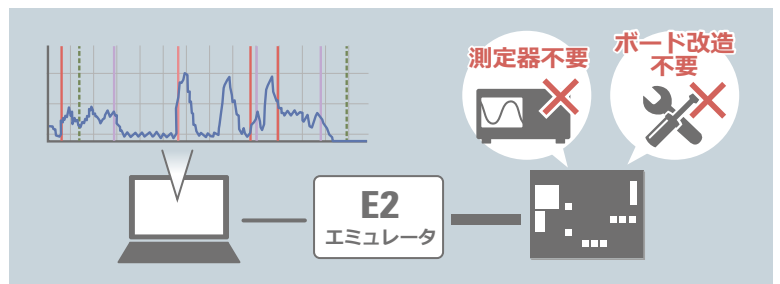 測定器不要
ボード改造
不要
E2
エミュレータ